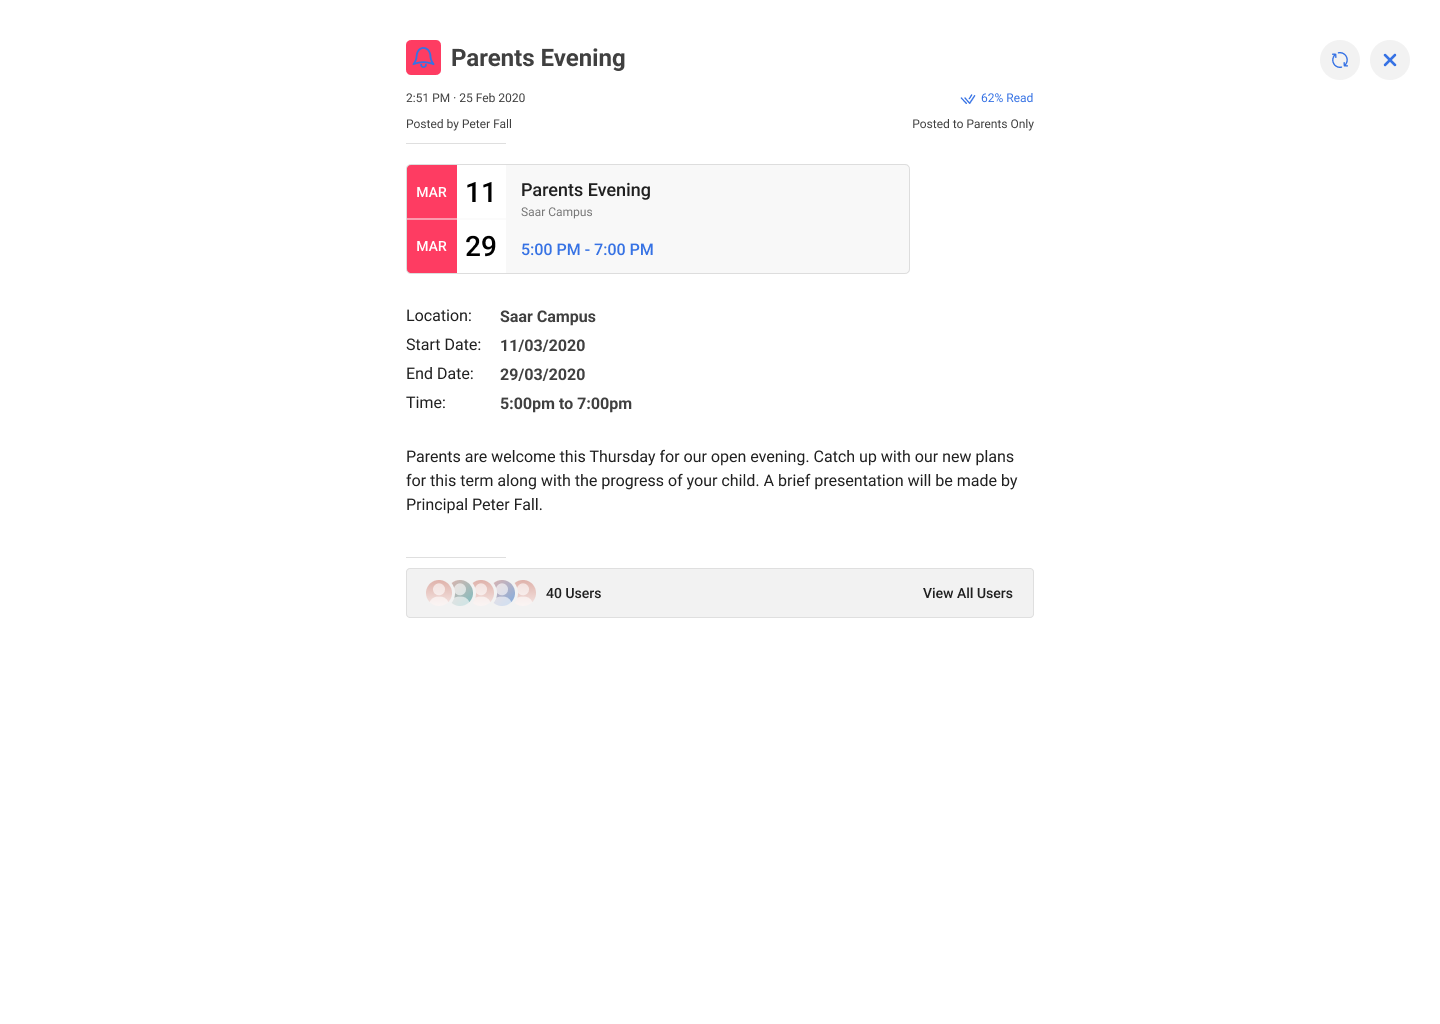 Parents Evening
2:51 PM · 25 Feb 2020
62% Read
Posted by Peter Fall
Posted to Parents Only
MAR
11
MAR
29
Parents Evening
Saar Campus
5:00 PM - 7:00 PM
Location: Saar Campus
Start Date: 11/03/2020
End Date: 29/03/2020
Time: 5:00pm to 7:00pm
Parents are welcome this Thursday for our open evening. Catch up with our new plans
for this term along with the progress of your child. A brief presentation will be made by
Principal Peter Fall.
40 Users
View All Users